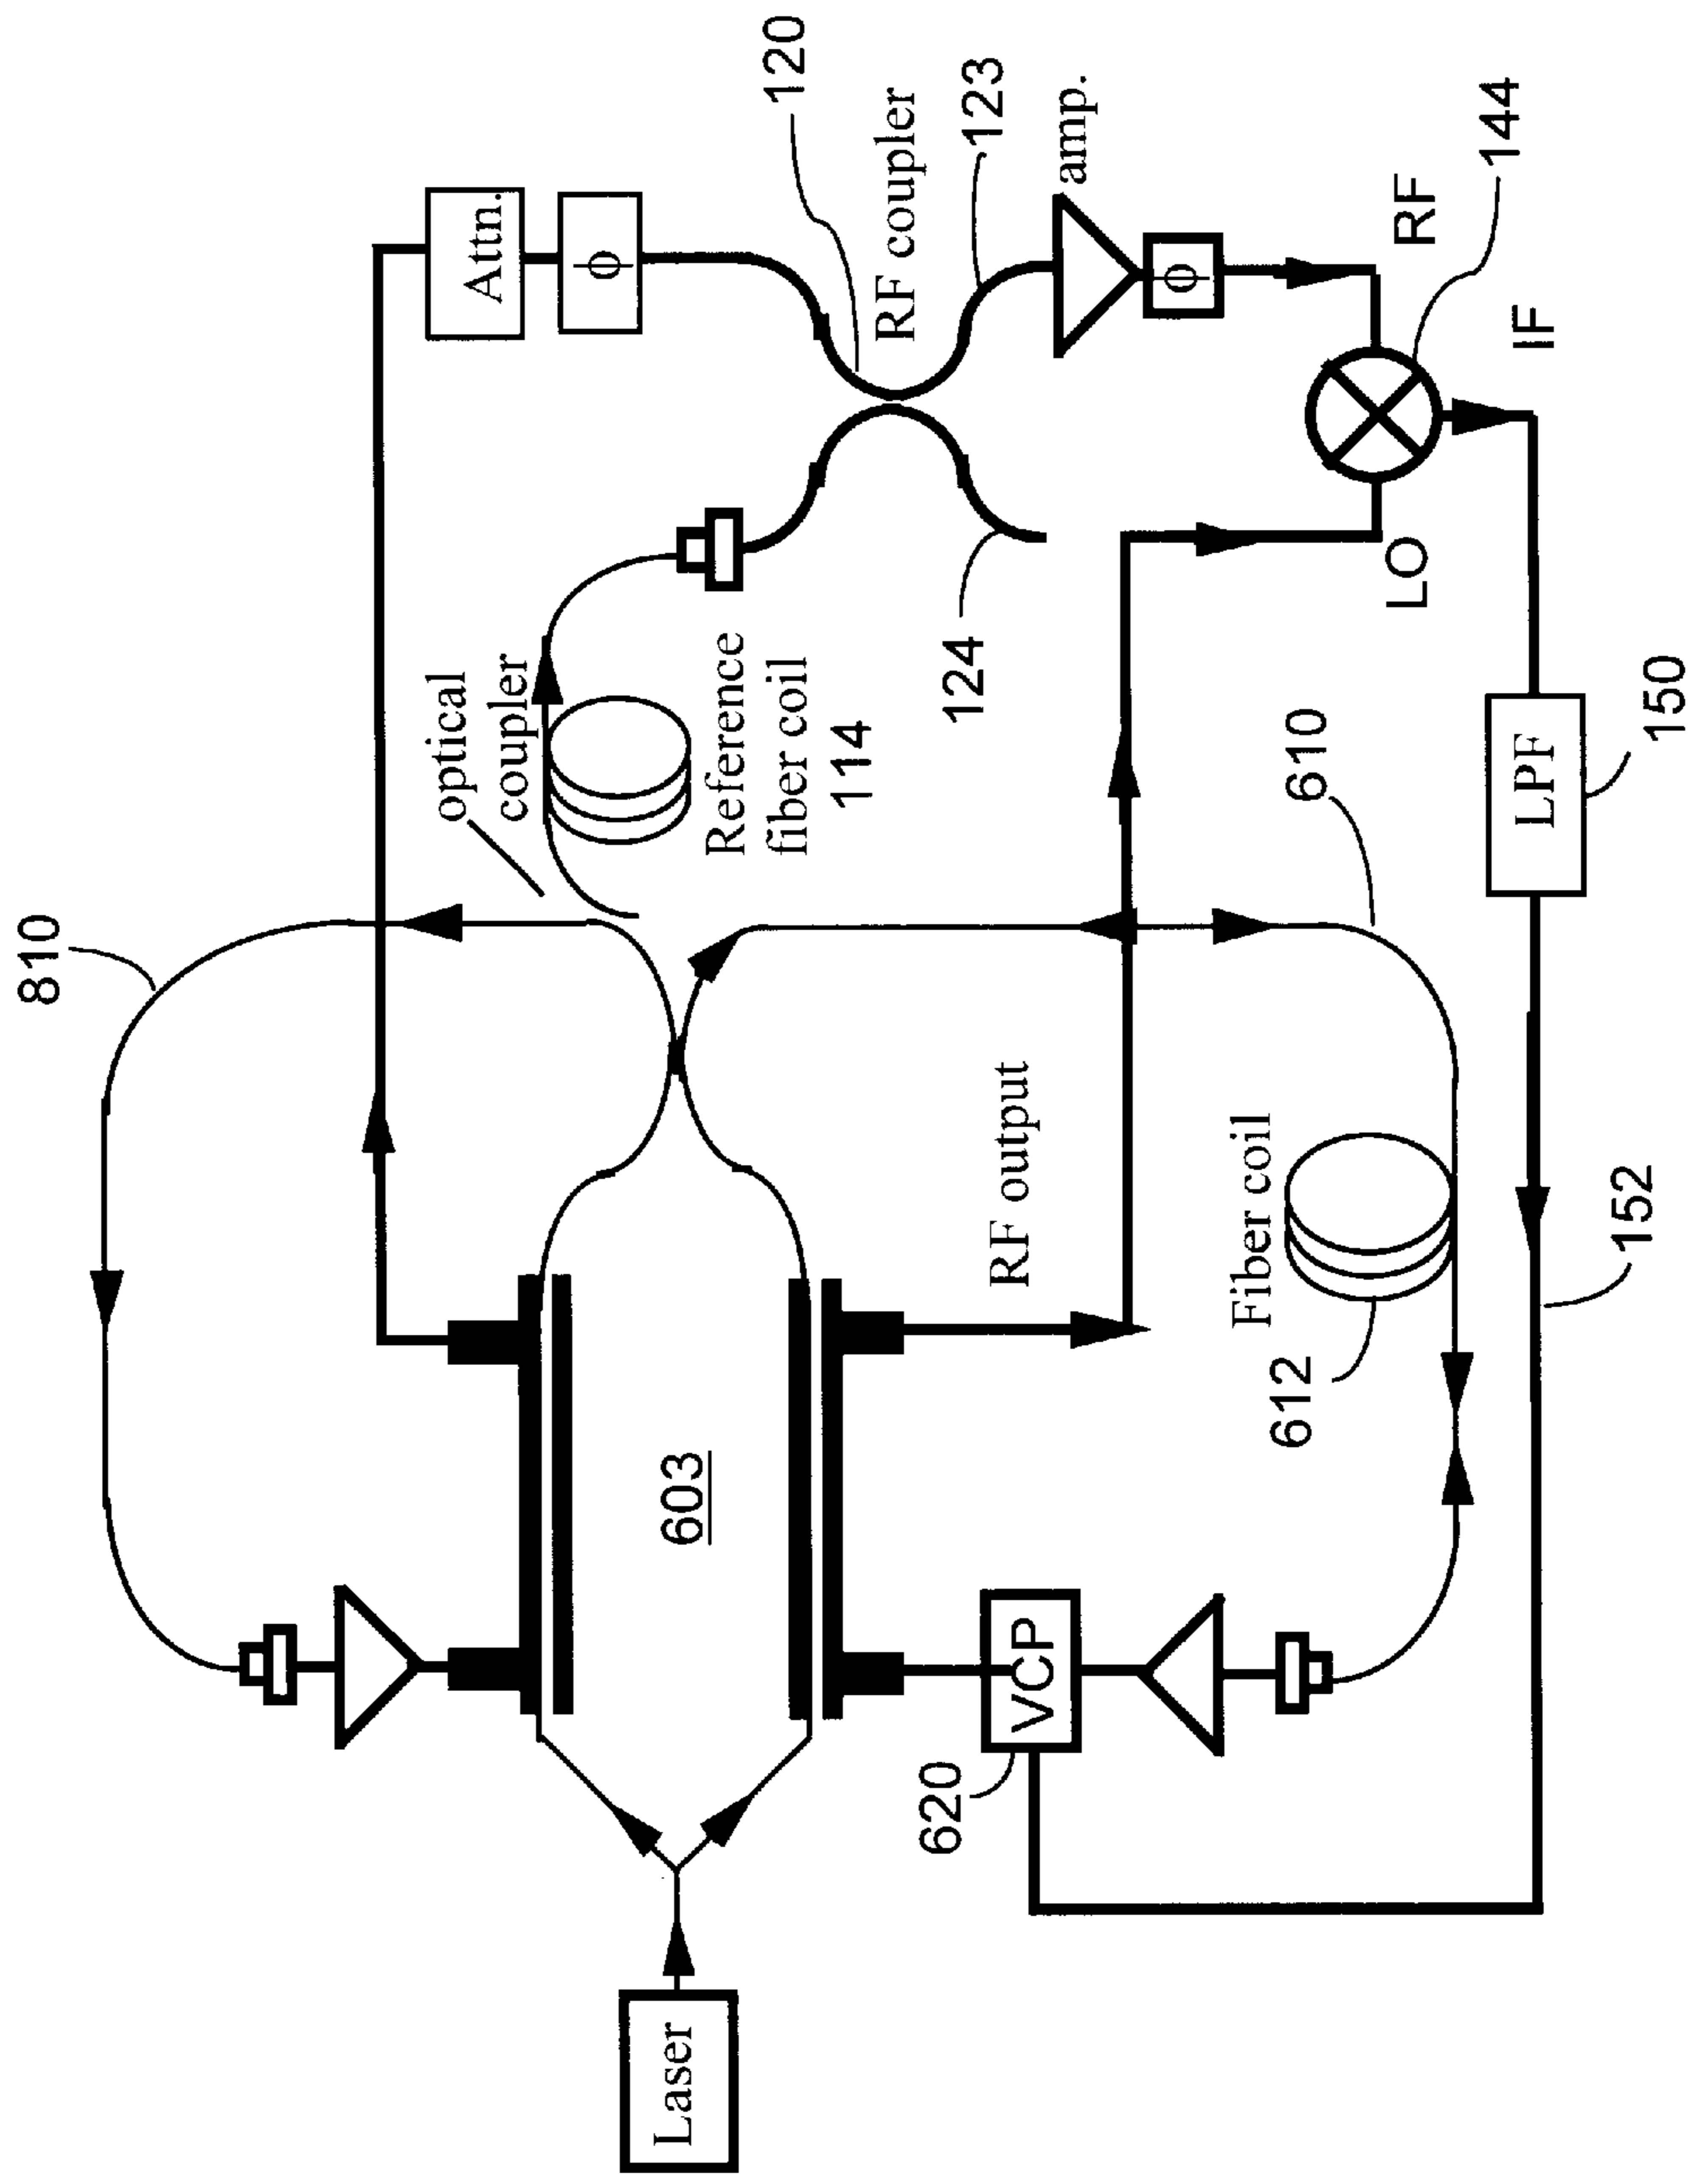 810
optical
coupler
Attn.
ϕ
Reference
fiber coil
114
120
RF coupler
603
Laser
124
123
ϕ
amp.
620
VCP
RF output
Fiber coil
612
610
LO
RF
144
IF
LPF
150
152